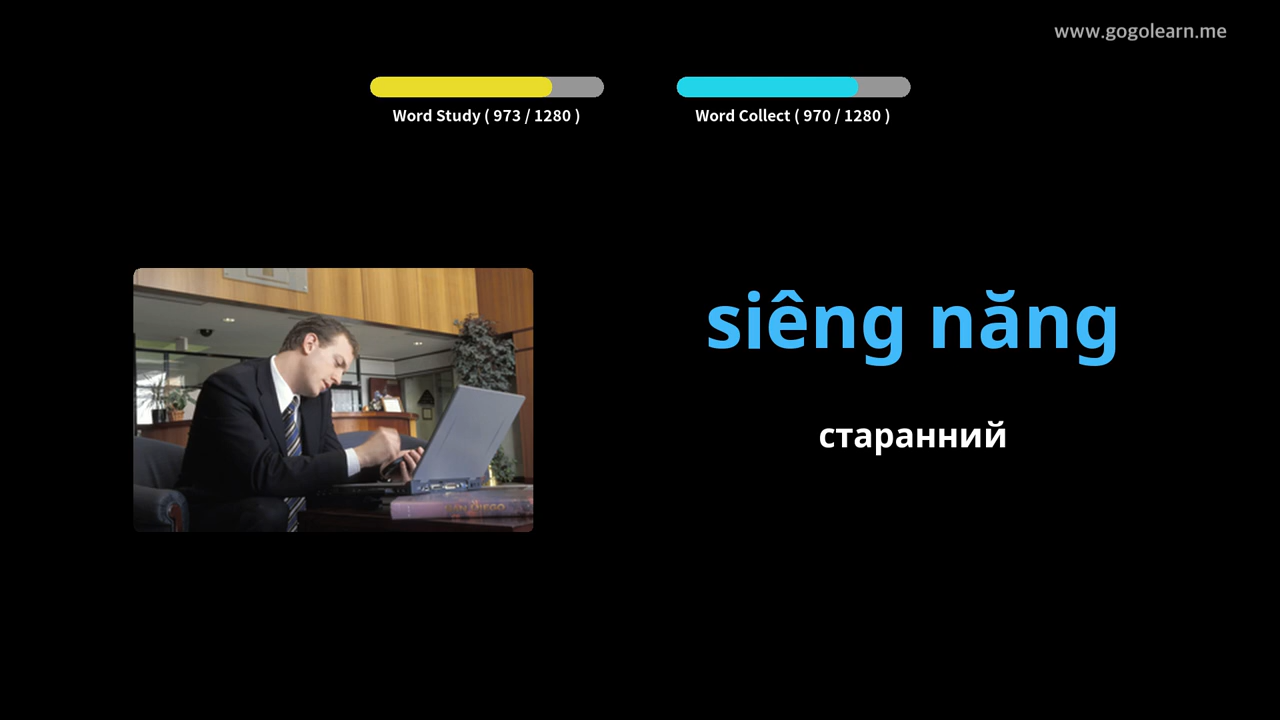 www.gogolearn.me
Word Study ( 973 / 1280 )
Word Collect ( 970 / 1280 )
siêng năng
старанний